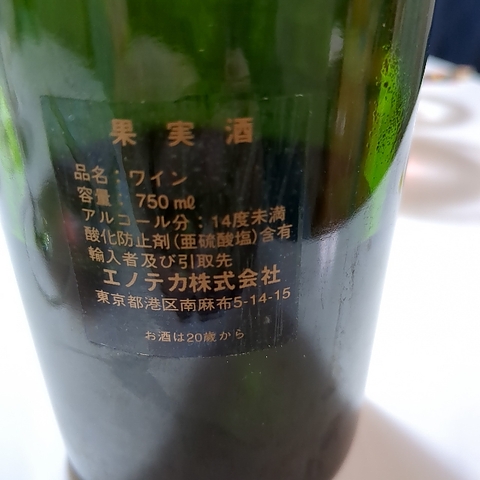 果実酒
品名：ワイン
容量：750㎖
アルコール分：14度未満
酸化防止剤(亜硫酸塩)含有
輸入者及び引取先
エノテカ株式会社
東京都港区南麻布5-14-15
お酒は20歳から